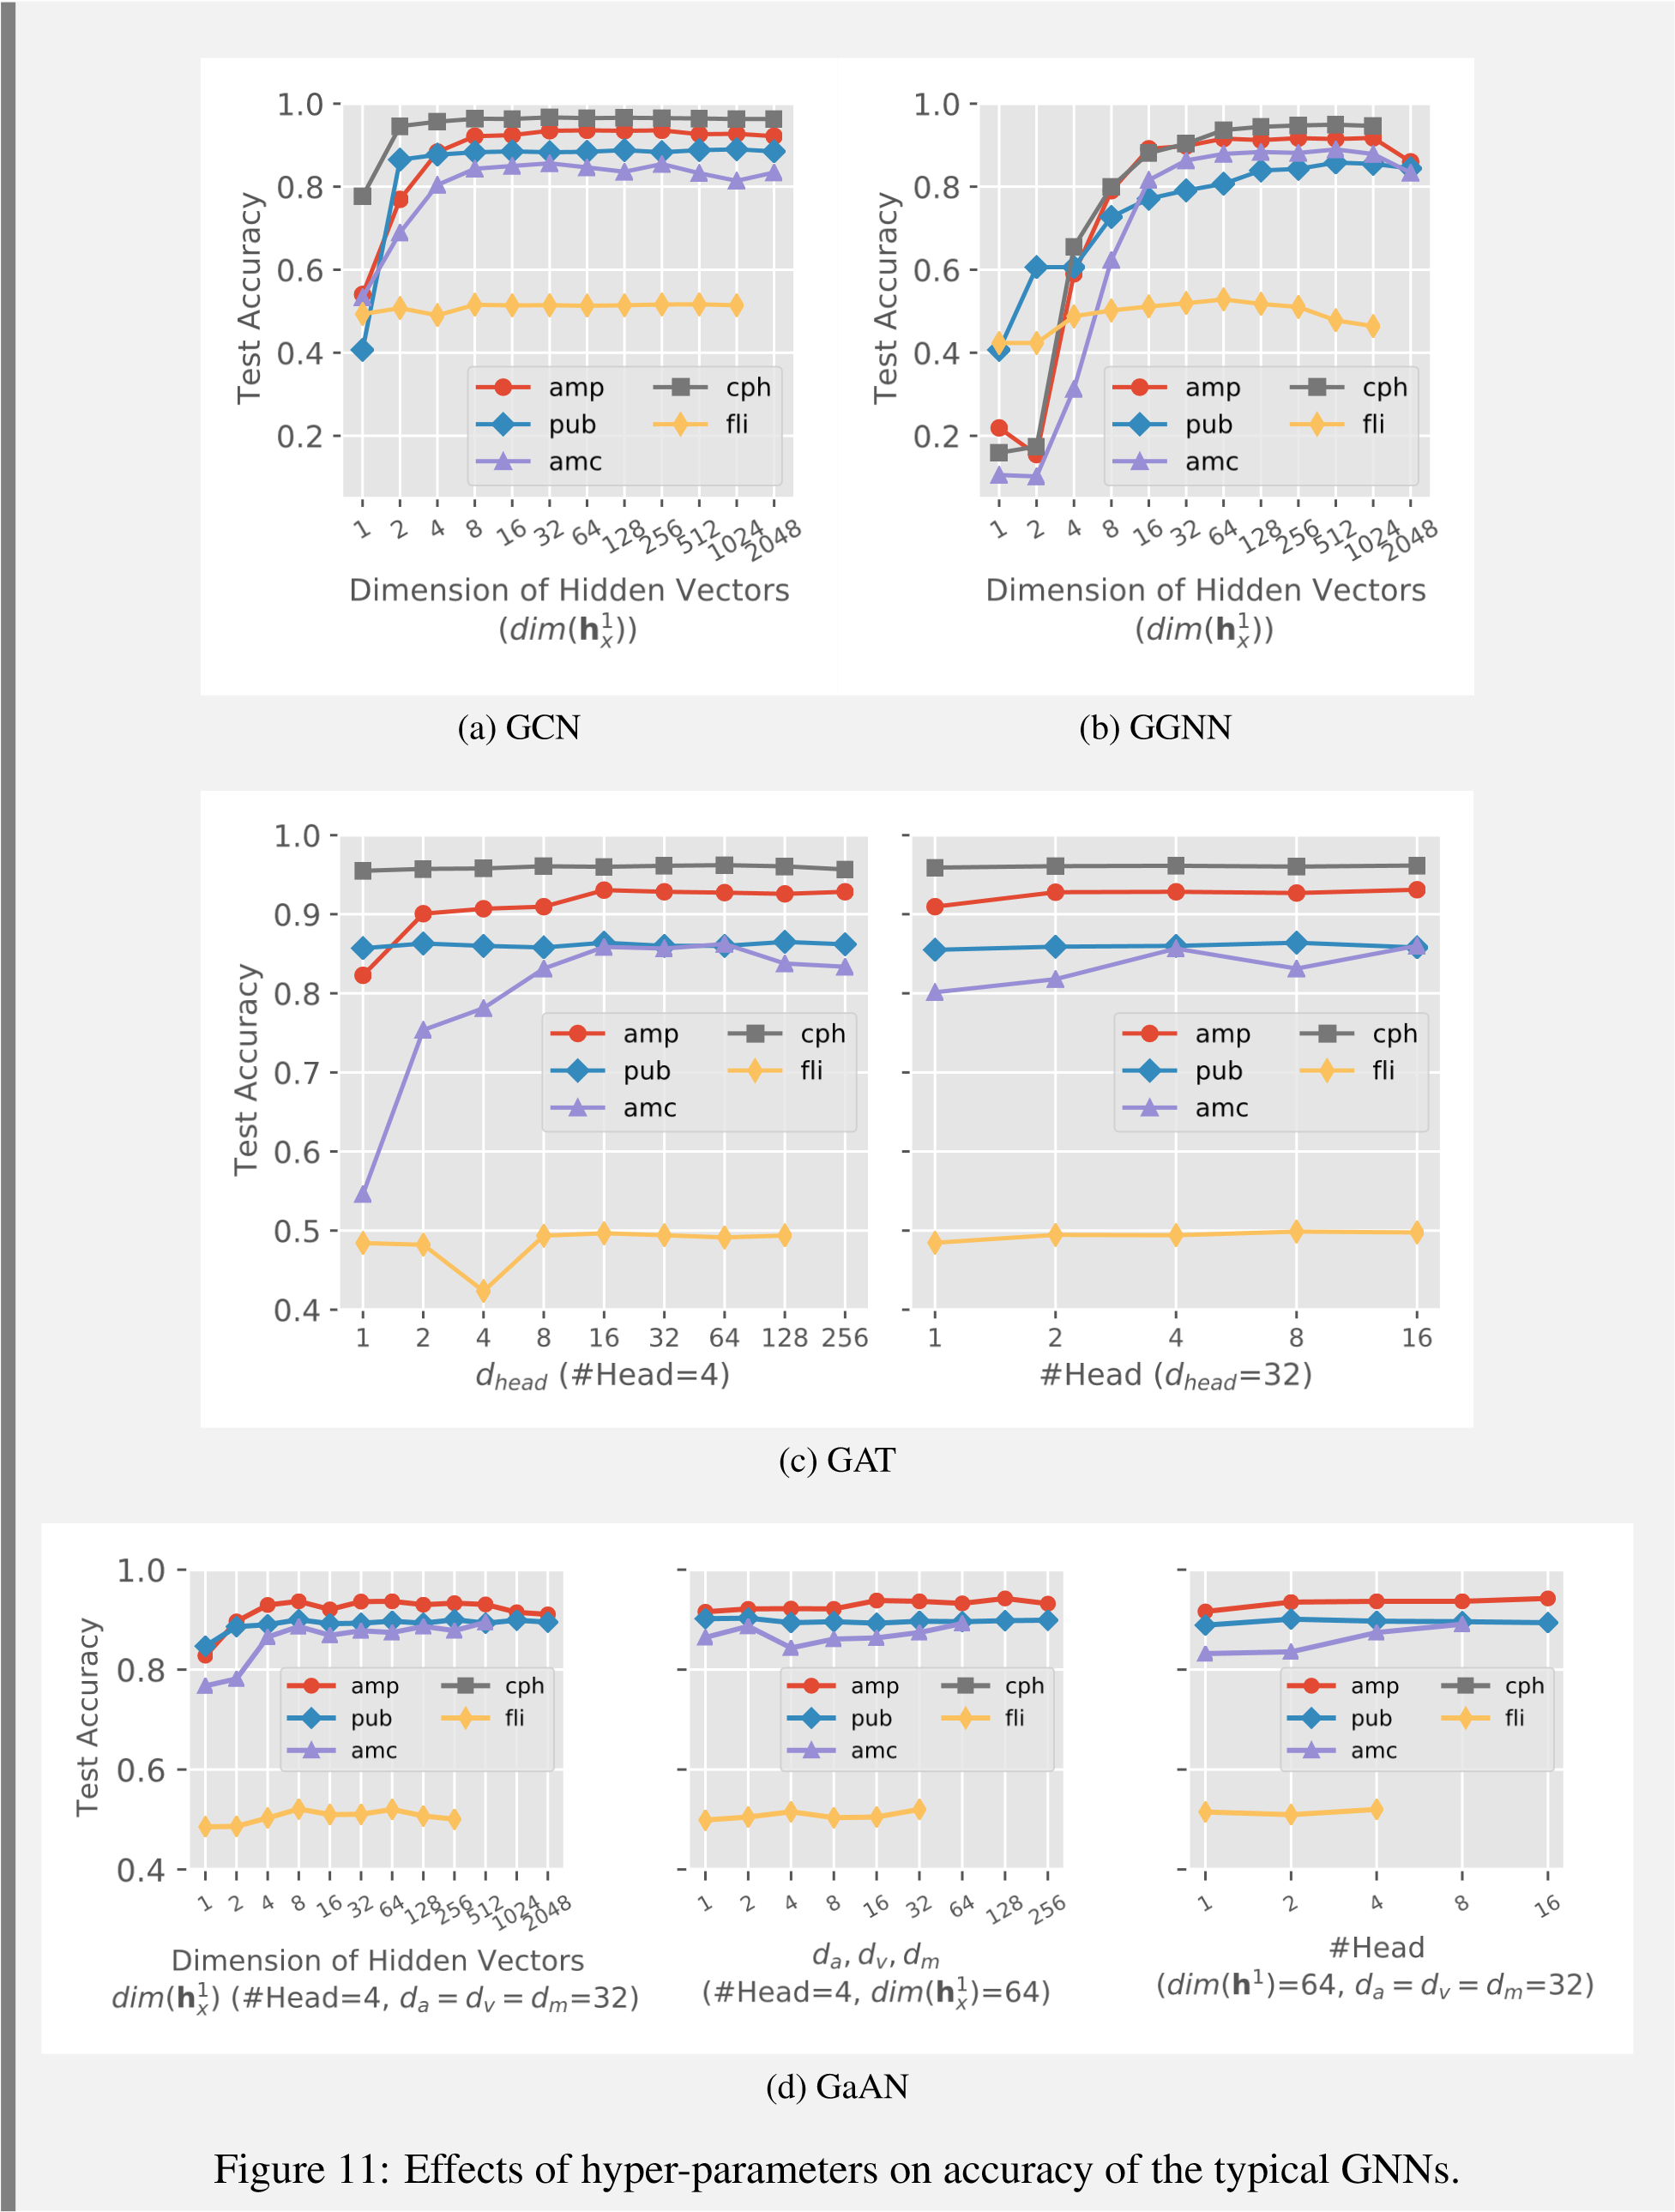 1.0
0.8
0.6
0.4
0.2
Test Accuracy
amp
pub
amc
cph
fli
1 2 4 8 16 32 64 128 256 512 1024 2048
Dimension of Hidden Vectors
(dim(h¹ₓ))
1.0
0.8
0.6
0.4
0.2
Test Accuracy
amp
pub
amc
cph
fli
1 2 4 8 16 32 64 128 256 512 1024 2048
Dimension of Hidden Vectors
(dim(h¹ₓ))
(a) GCN
(b) GGNN
1.0
0.9
0.8
0.7
0.6
0.5
0.4
Test Accuracy
amp
pub
amc
cph
fli
1 2 4 8 16 32 64 128 256
d_head (#Head=4)
amp
pub
amc
cph
fli
1 2 4 8 16
#Head (d_head=32)
(c) GAT
1.0
0.8
0.6
0.4
Test Accuracy
amp
pub
amc
cph
fli
1 2 4 8 16 32 64 128 256 512 1024 2048
Dimension of Hidden Vectors
dim(h¹ₓ) (#Head=4, dₐ = dᵥ = dₘ=32)
amp
pub
amc
cph
fli
1 2 4 8 16 32 64 128 256
dₐ, dᵥ, dₘ
(#Head=4, dim(h¹ₓ)=64)
amp
pub
amc
cph
fli
1 2 4 8 16
#Head
(dim(h¹)=64, dₐ = dᵥ = dₘ=32)
(d) GaAN
Figure 11: Effects of hyper-parameters on accuracy of the typical GNNs.